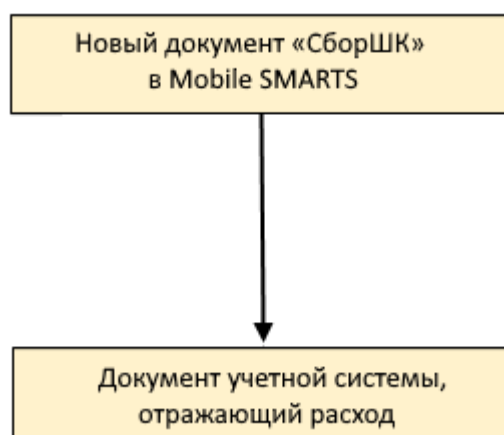 Новый документ «СборШК»
в Mobile SMARTS
Документ учетной системы,
отражающий расход